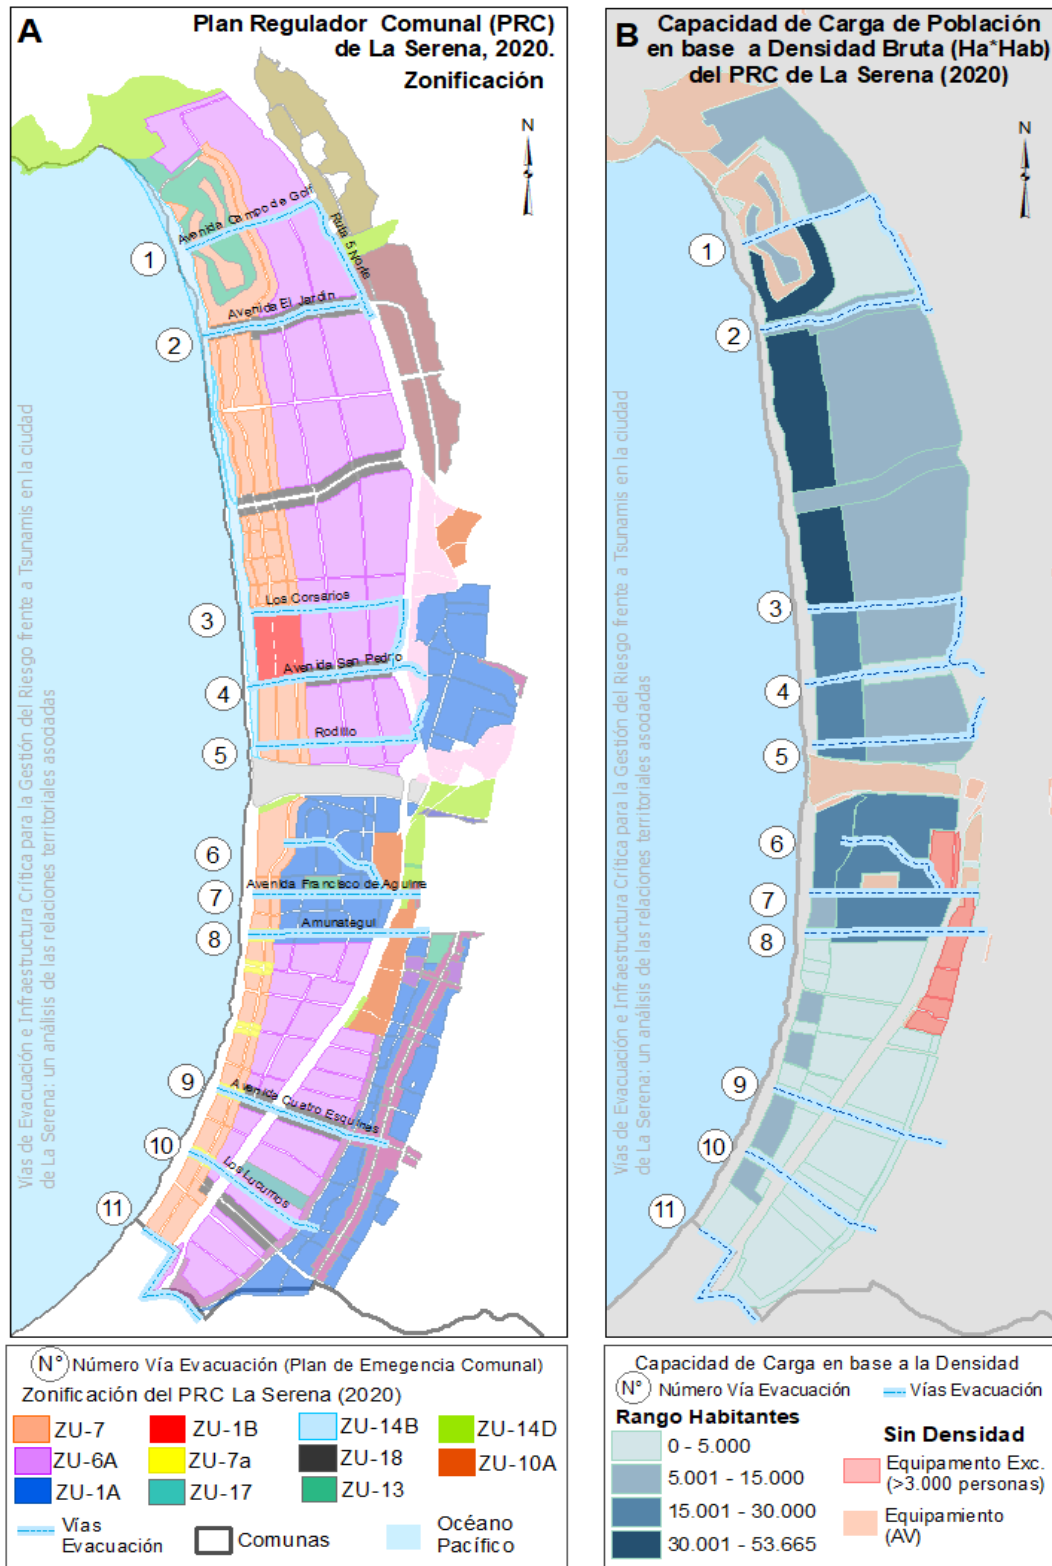 A
Plan Regulador Comunal (PRC)
de La Serena, 2020.
Zonificación
N
Avenida Campo de Golf
Ruta 5 Norte
1
Avenida El Jardín
2
Los Corsarios
3
Avenida San Pedro
4
Rodillo
5
6
Avenida Francisco de Aguirre
7
Amunategui
8
9
Avenida Cuatro Esquinas
10
Los Lucumos
11
Vías de Evacuación e Infraestructura Crítica para la Gestión del Riesgo frente a Tsunamis en la ciudad
de La Serena: un análisis de las relaciones territoriales asodadas
N° Número Vía Evacuación (Plan de Emegencia Comunal)
Zonificación del PRC La Serena (2020)
ZU-7
ZU-1B
ZU-14B
ZU-14D
ZU-6A
ZU-7a
ZU-18
ZU-10A
ZU-1A
ZU-17
ZU-13
Vías
Evacuación
Comunas
Océano
Pacífico
B
Capacidad de Carga de Población
en base a Densidad Bruta (Ha*Hab)
del PRC de La Serena (2020)
N
1
2
3
4
5
6
7
8
9
10
11
Vías de Evacuación e Infraestructura Crítica para la Gestión del Riesgo frente a Tsunamis en la ciudad
de La Serena: un análisis de las relaciones territoriales asodadas
Capacidad de Carga en base a la Densidad
N° Número Vía Evacuación
Vías Evacuación
Rango Habitantes
0 - 5.000
5.001 - 15.000
15.001 - 30.000
30.001 - 53.665
Sin Densidad
Equipamento Exc.
(>3.000 personas)
Equipamiento
(AV)